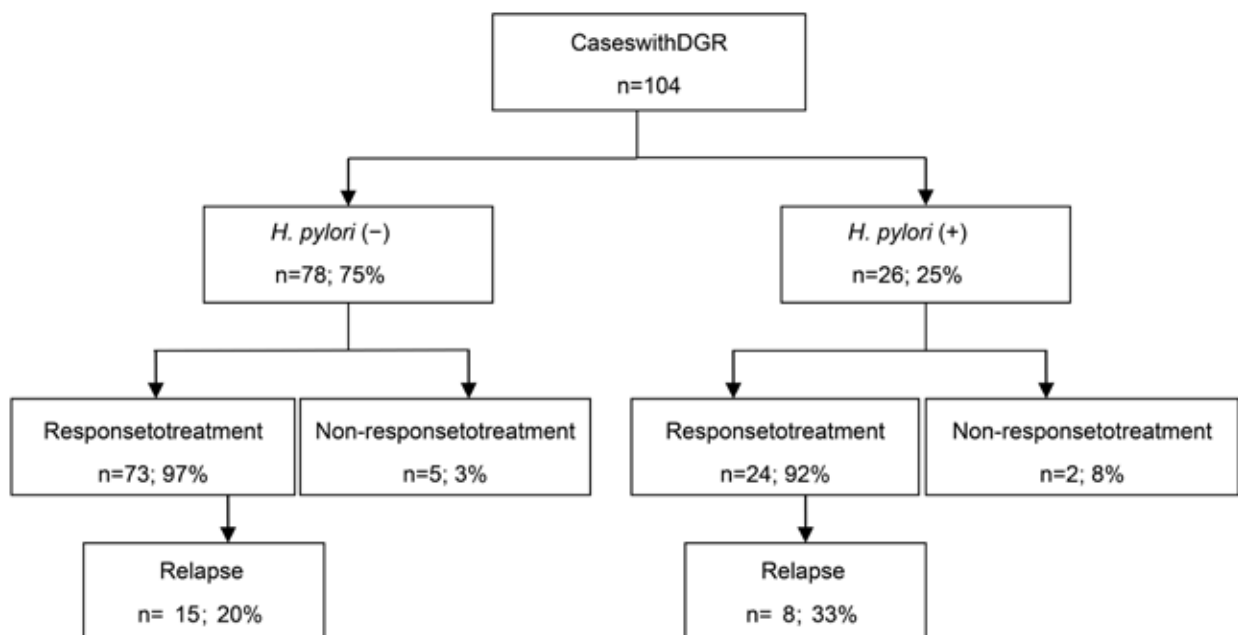 CaseswithDGR
n=104
H. pylori (−)
n=78; 75%
H. pylori (+)
n=26; 25%
Responsetotreatment
n=73; 97%
Non-responsetotreatment
n=5; 3%
Responsetotreatment
n=24; 92%
Non-responsetotreatment
n=2; 8%
Relapse
n= 15; 20%
Relapse
n= 8; 33%